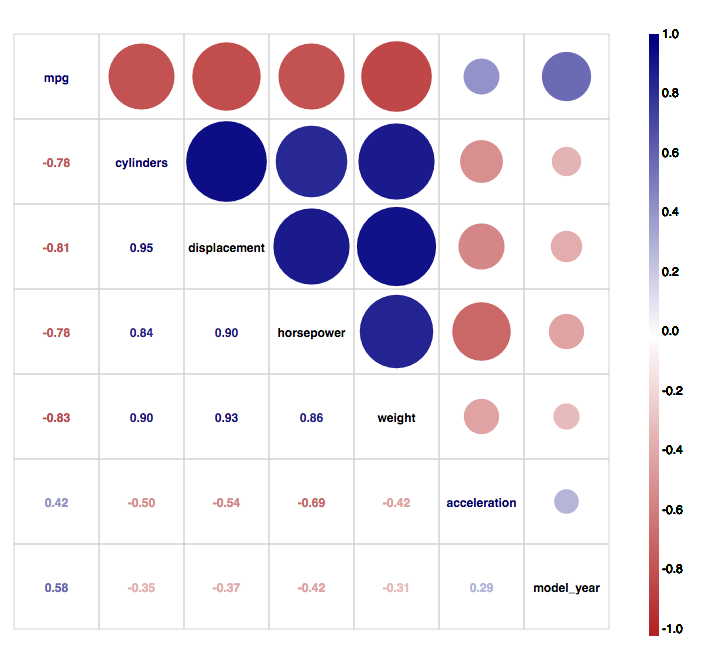 mpg
-0.78 cylinders
-0.81 0.95 displacement
-0.78 0.84 0.90 horsepower
-0.83 0.90 0.93 0.86 weight
0.42 -0.50 -0.54 -0.69 -0.42 acceleration
0.58 -0.35 -0.37 -0.42 -0.31 0.29 model_year
1.0
0.8
0.6
0.4
0.2
0.0
-0.2
-0.4
-0.6
-0.8
-1.0